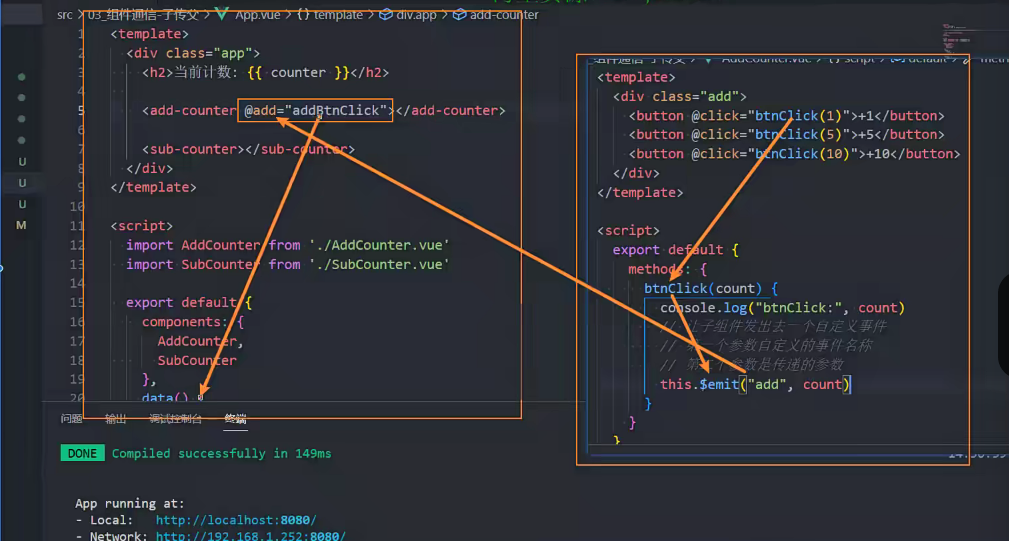 src > 03_组件通信-子传父 > App.vue > {} template > div.app > add-counter
1 <template>
2 <div class="app">
3 <h2>当前计数: {{ counter }}</h2>
4
5 <add-counter @add="addBtnClick"></add-counter>
6
7 <sub-counter></sub-counter>
8 </div>
9 </template>
10
11 <script>
12 import AddCounter from './AddCounter.vue'
13 import SubCounter from './SubCounter.vue'
14
15 export default {
16 components: {
17 AddCounter,
18 SubCounter
19 },
20 data() {
U
U
U
M
<template>
<div class="add">
<button @click="btnClick(1)">+1</button>
<button @click="btnClick(5)">+5</button>
<button @click="btnClick(10)">+10</button>
</div>
</template>
<script>
export default {
methods: {
btnClick(count) {
console.log("btnClick:", count)
// 让子组件发出去一个自定义事件
// 第一个参数自定义的事件名称
// 第二个参数是传递的参数
this.$emit("add", count)
}
}
}
问题 输出 调试控制台 终端
DONE Compiled successfully in 149ms
App running at:
- Local: http://localhost:8080/
- Network: http://192.168.1.252:8080/